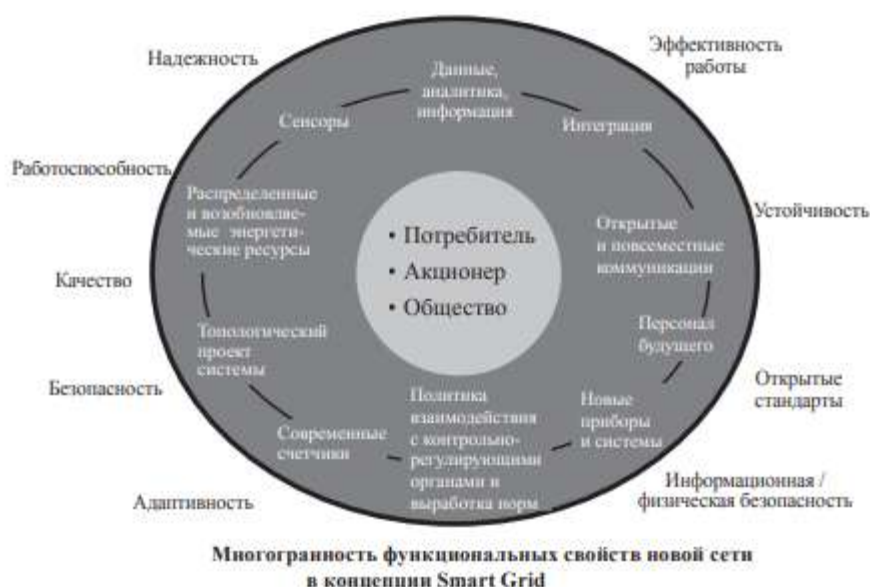 Надежность
Эффективность
работы
Данные,
аналитика,
информация
Сенсоры
Интеграция
Работоспособность
Распределенные
и возобновляе-
мые энергети-
ческие ресурсы
Устойчивость
Открытые
и повсеместные
коммуникации
• Потребитель
• Акционер
• Общество
Качество
Топологический
проект
системы
Персонал
будущего
Безопасность
Открытые
стандарты
Политика
взаимодействия
с контрольно-
регулирующими
органами и
выработка норм
Новые
приборы
и системы
Современные
счетчики
Адаптивность
Информационная /
физическая безопасность
Многогранность функциональных свойств новой сети
в концепции Smart Grid